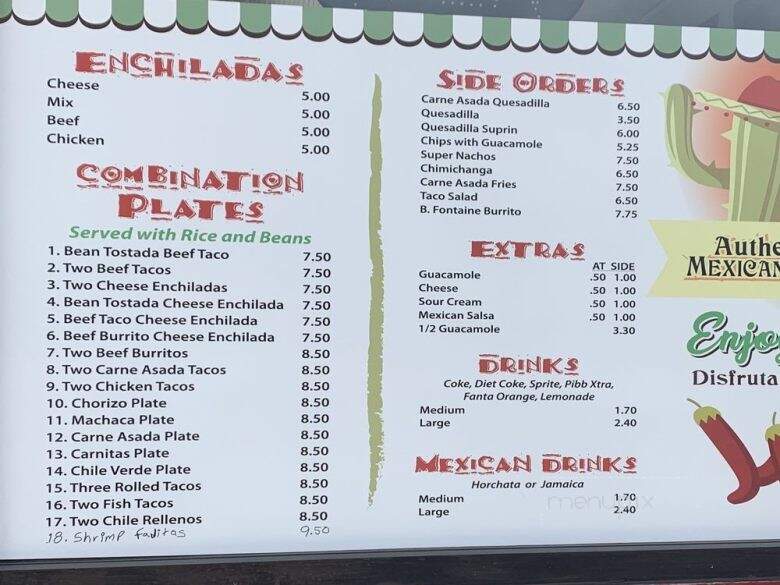 ENCHILADAS
Cheese 5.00
Mix 5.00
Beef 5.00
Chicken 5.00
COMBINATION
PLATES
Served with Rice and Beans
1. Bean Tostada Beef Taco 7.50
2. Two Beef Tacos 7.50
3. Two Cheese Enchiladas 7.50
4. Bean Tostada Cheese Enchilada 7.50
5. Beef Taco Cheese Enchilada 7.50
6. Beef Burrito Cheese Enchilada 7.50
7. Two Beef Burritos 8.50
8. Two Carne Asada Tacos 8.50
9. Two Chicken Tacos 8.50
10. Chorizo Plate 8.50
11. Machaca Plate 8.50
12. Carne Asada Plate 8.50
13. Carnitas Plate 8.50
14. Chile Verde Plate 8.50
15. Three Rolled Tacos 8.50
16. Two Fish Tacos 8.50
17. Two Chile Rellenos 8.50
18. Shrimp Faditas 9.50
SIDE ORDERS
Carne Asada Quesadilla 6.50
Quesadilla 3.50
Quesadilla Suprin 6.00
Chips with Guacamole 5.25
Super Nachos 7.50
Chimichanga 6.50
Carne Asada Fries 7.50
Taco Salad 6.50
B. Fontaine Burrito 7.75
EXTRAS
AT SIDE
Guacamole .50 1.00
Cheese .50 1.00
Sour Cream .50 1.00
Mexican Salsa .50 1.00
1/2 Guacamole 3.30
DRINKS
Coke, Diet Coke, Sprite, Pibb Xtra,
Fanta Orange, Lemonade
Medium 1.70
Large 2.40
MEXICAN DRINKS
Horchata or Jamaica
Medium 1.70
Large 2.40
Authe
MEXICAN
Enjo
Disfruta